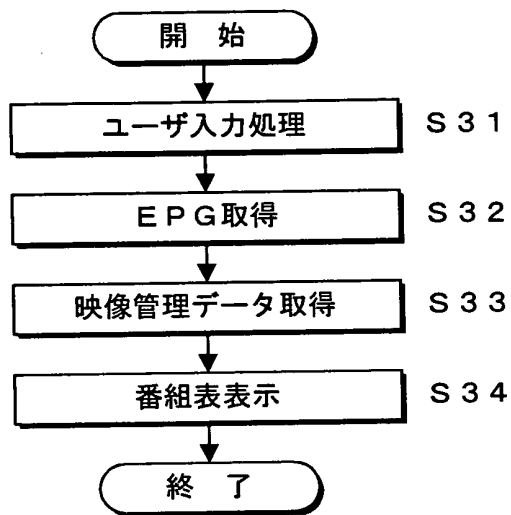 開 始
ユーザ入力処理 S31
EPG取得 S32
映像管理データ取得 S33
番組表表示 S34
終 了